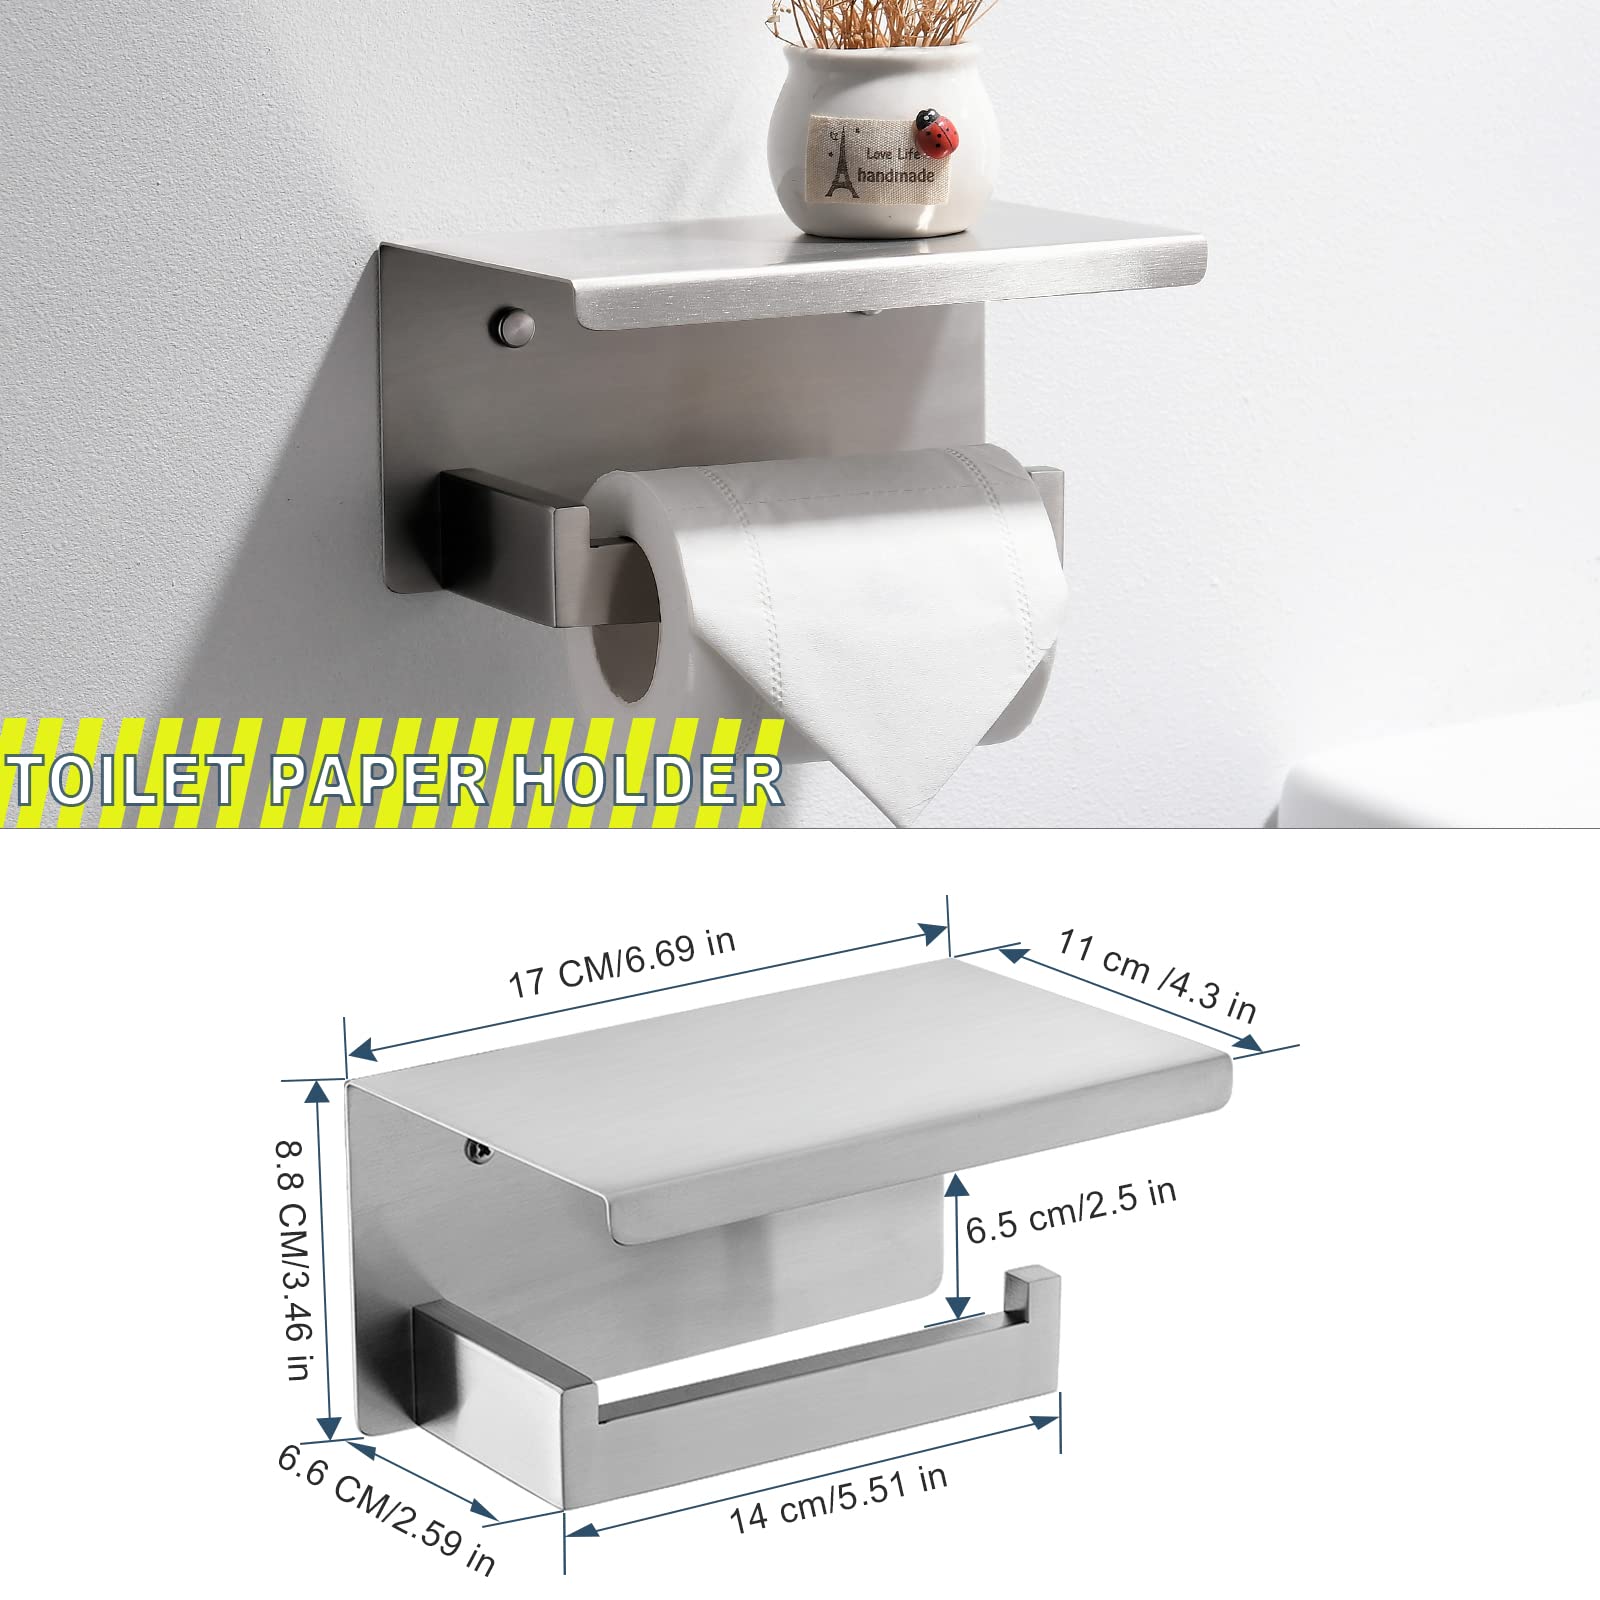 Love Life
handmade
TOILET PAPER HOLDER
17 CM/6.69 in
11 cm /4.3 in
8.8 CM/3.46 in
6.5 cm/2.5 in
6.6 CM/2.59 in
14 cm/5.51 in